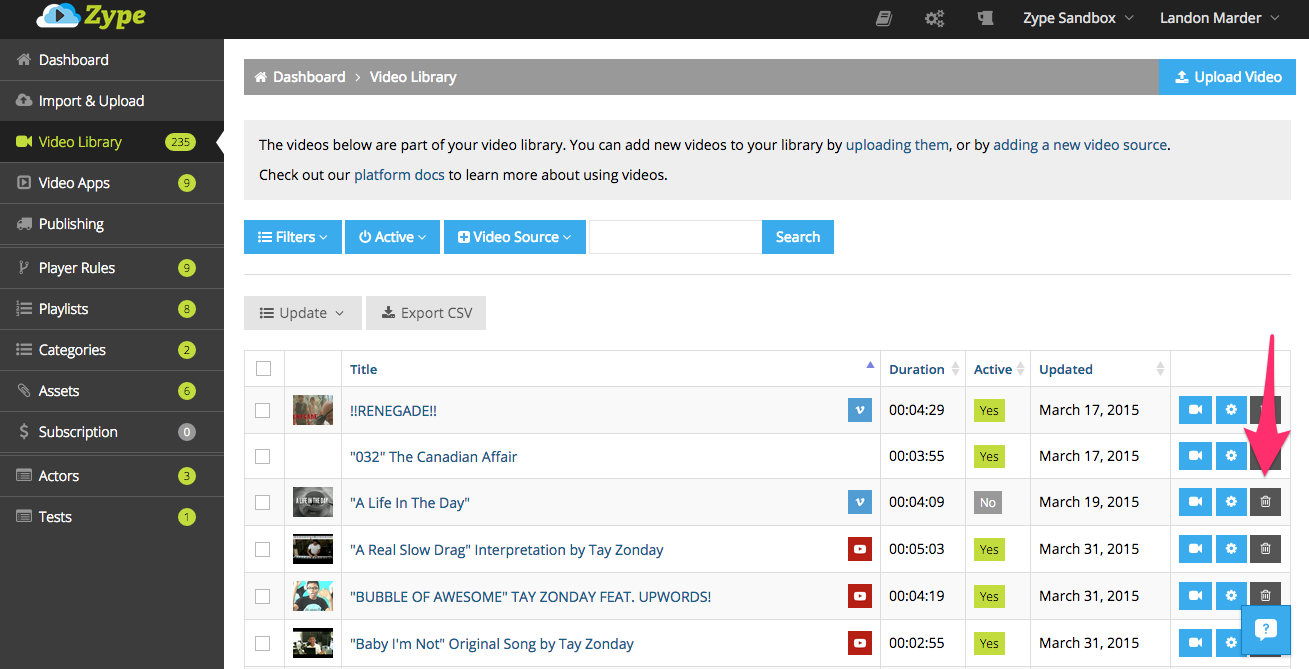 Zype
Zype Sandbox
Landon Marder
Dashboard
Import & Upload
Video Library 235
Video Apps 9
Publishing
Player Rules 9
Playlists 8
Categories 2
Assets 6
Subscription 0
Actors 3
Tests 1
Dashboard > Video Library
Upload Video
The videos below are part of your video library. You can add new videos to your library by uploading them, or by adding a new video source.
Check out our platform docs to learn more about using videos.
Filters Active Video Source Search
Update Export CSV
Title Duration Active Updated
!!RENEGADE!! 00:04:29 Yes March 17, 2015
"032" The Canadian Affair 00:03:55 Yes March 17, 2015
"A Life In The Day" 00:04:09 No March 19, 2015
"A Real Slow Drag" Interpretation by Tay Zonday 00:05:03 Yes March 31, 2015
"BUBBLE OF AWESOME" TAY ZONDAY FEAT. UPWORDS! 00:04:19 Yes March 31, 2015
"Baby I'm Not" Original Song by Tay Zonday 00:02:55 Yes March 31, 2015